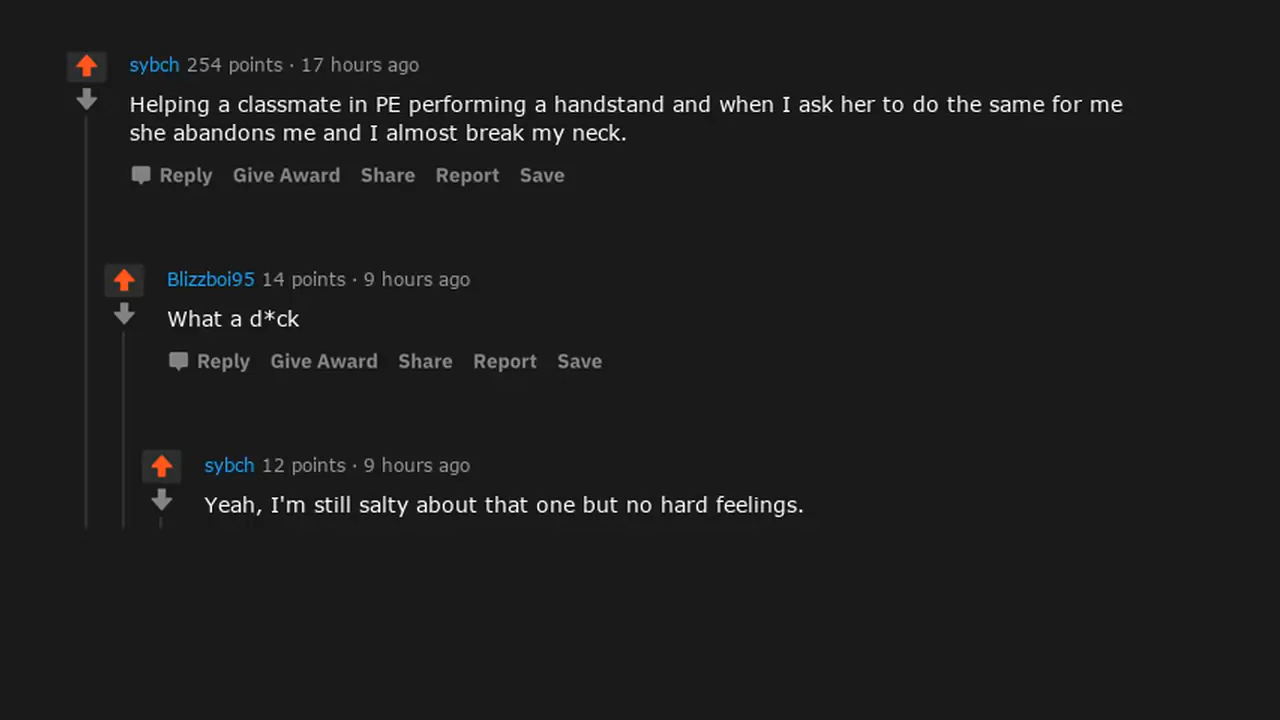 sybch 254 points · 17 hours ago
Helping a classmate in PE performing a handstand and when I ask her to do the same for me
she abandons me and I almost break my neck.
Reply Give Award Share Report Save
Blizzboi95 14 points · 9 hours ago
What a d*ck
Reply Give Award Share Report Save
sybch 12 points · 9 hours ago
Yeah, I'm still salty about that one but no hard feelings.